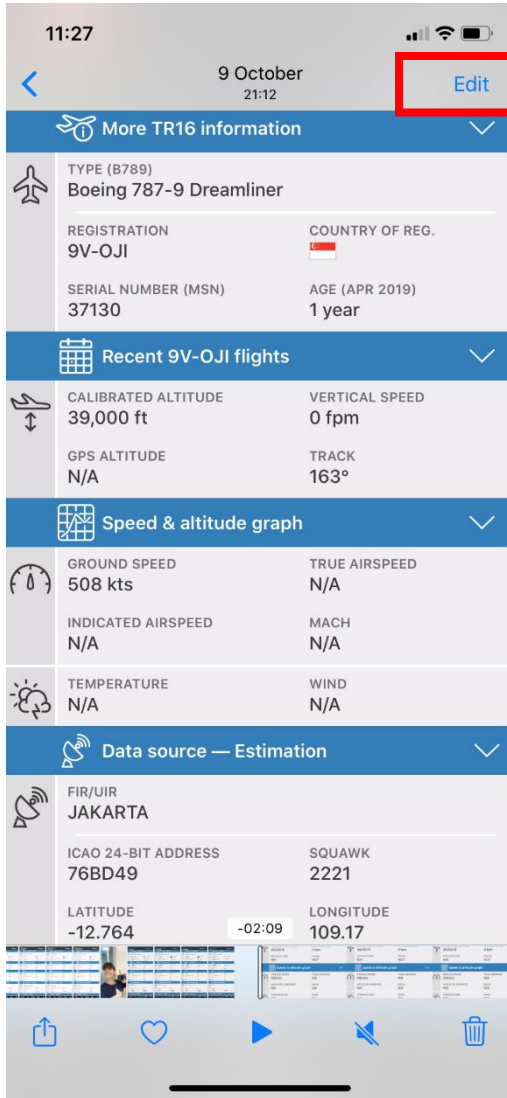 11:27
9 October
21:12
Edit
More TR16 information
TYPE (B789)
Boeing 787-9 Dreamliner
REGISTRATION COUNTRY OF REG.
9V-OJI
SERIAL NUMBER (MSN) AGE (APR 2019)
37130 1 year
Recent 9V-OJI flights
CALIBRATED ALTITUDE VERTICAL SPEED
39,000 ft 0 fpm
GPS ALTITUDE TRACK
N/A 163°
Speed & altitude graph
GROUND SPEED TRUE AIRSPEED
508 kts N/A
INDICATED AIRSPEED MACH
N/A N/A
TEMPERATURE WIND
N/A N/A
Data source — Estimation
FIR/UIR
JAKARTA
ICAO 24-BIT ADDRESS SQUAWK
76BD49 2221
LATITUDE LONGITUDE
-12.764 -02:09 109.17